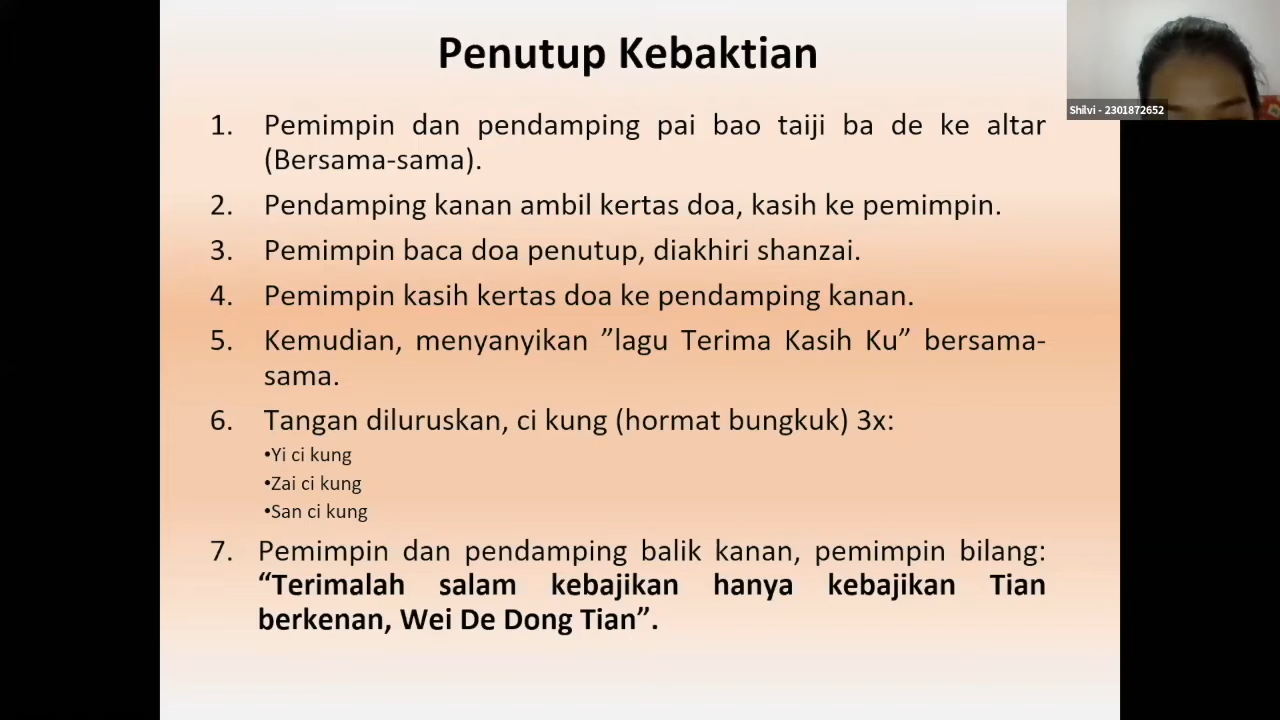 Penutup Kebaktian
Shilvi - 2301872652
1. Pemimpin dan pendamping pai bao taiji ba de ke altar
(Bersama-sama).
2. Pendamping kanan ambil kertas doa, kasih ke pemimpin.
3. Pemimpin baca doa penutup, diakhiri shanzai.
4. Pemimpin kasih kertas doa ke pendamping kanan.
5. Kemudian, menyanyikan ”lagu Terima Kasih Ku” bersama-
sama.
6. Tangan diluruskan, ci kung (hormat bungkuk) 3x:
•Yi ci kung
•Zai ci kung
•San ci kung
7. Pemimpin dan pendamping balik kanan, pemimpin bilang:
“Terimalah salam kebajikan hanya kebajikan Tian
berkenan, Wei De Dong Tian”.